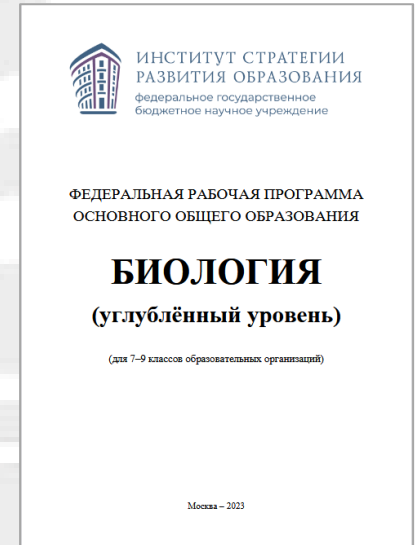 ИНСТИТУТ СТРАТЕГИИ
РАЗВИТИЯ ОБРАЗОВАНИЯ
федеральное государственное
бюджетное научное учреждение
ФЕДЕРАЛЬНАЯ РАБОЧАЯ ПРОГРАММА
ОСНОВНОГО ОБЩЕГО ОБРАЗОВАНИЯ
БИОЛОГИЯ
(углублённый уровень)
(для 7–9 классов образовательных организаций)
Москва – 2023